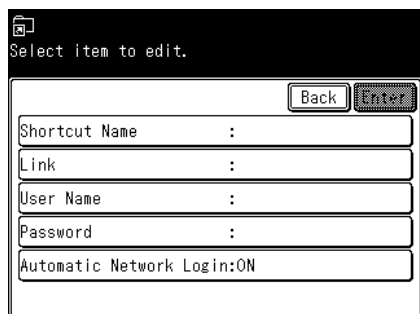 Select item to edit.
Back Enter
Shortcut Name :
Link :
User Name :
Password :
Automatic Network Login:ON